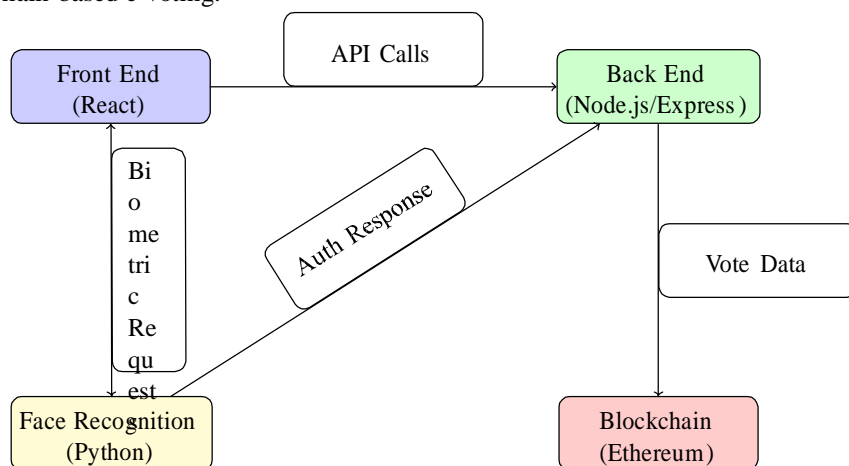 chain-based e-voting.
API Calls
Front End
(React)
Back End
(Node.js/Express)
Bi
o
me
tri
c
Re
qu
est
s
Auth Response
Vote Data
Face Recognition
(Python)
Blockchain
(Ethereum)